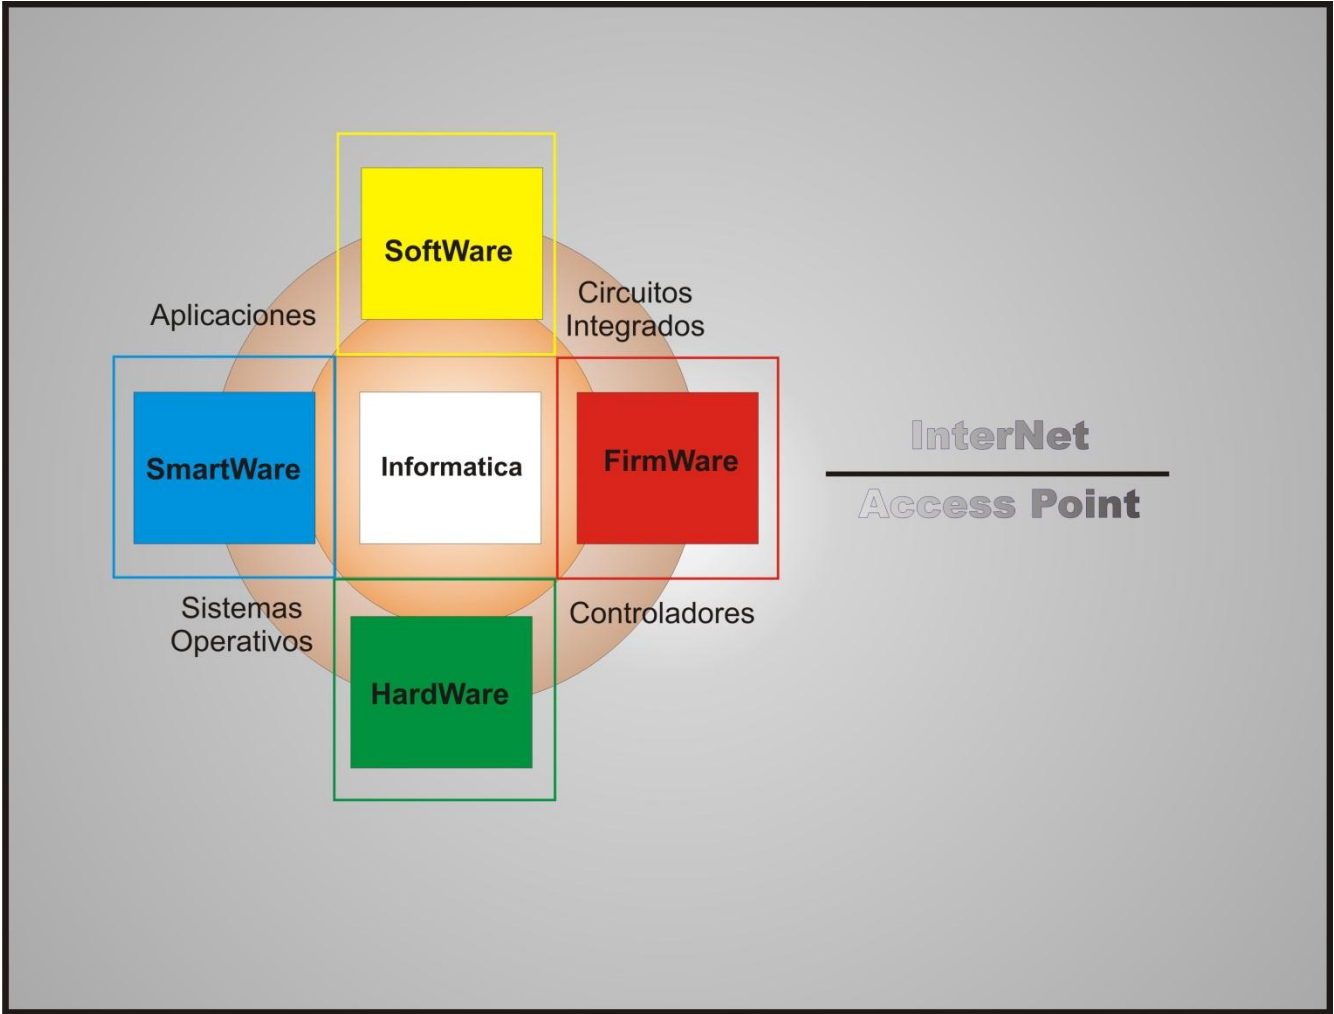 SoftWare
Aplicaciones
Circuitos
Integrados
SmartWare
Informatica
FirmWare
InterNet
Access Point
Sistemas
Operativos
Controladores
HardWare